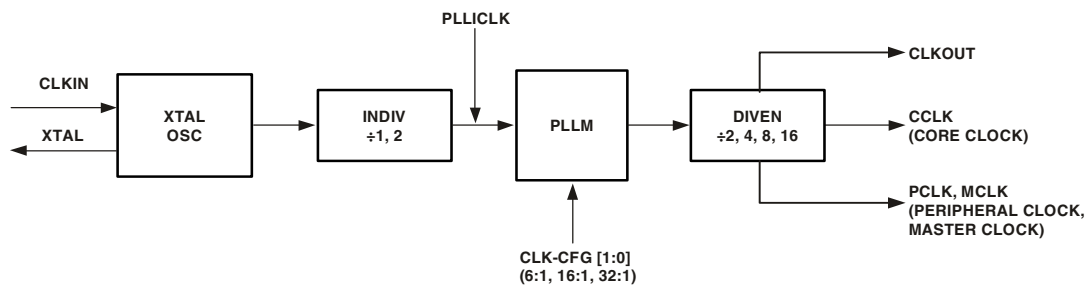 PLLICLK
CLKIN
XTAL
XTAL
OSC
INDIV
÷1, 2
PLLM
DIVEN
÷2, 4, 8, 16
CLKOUT
CCLK
(CORE CLOCK)
PCLK, MCLK
(PERIPHERAL CLOCK,
MASTER CLOCK)
CLK-CFG [1:0]
(6:1, 16:1, 32:1)